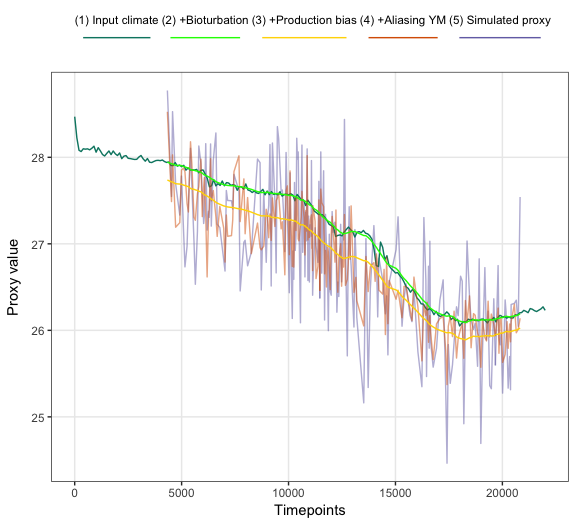 (1) Input climate (2) +Bioturbation (3) +Production bias (4) +Aliasing YM (5) Simulated proxy
28
27
26
25
Proxy value
0 5000 10000 15000 20000
Timepoints